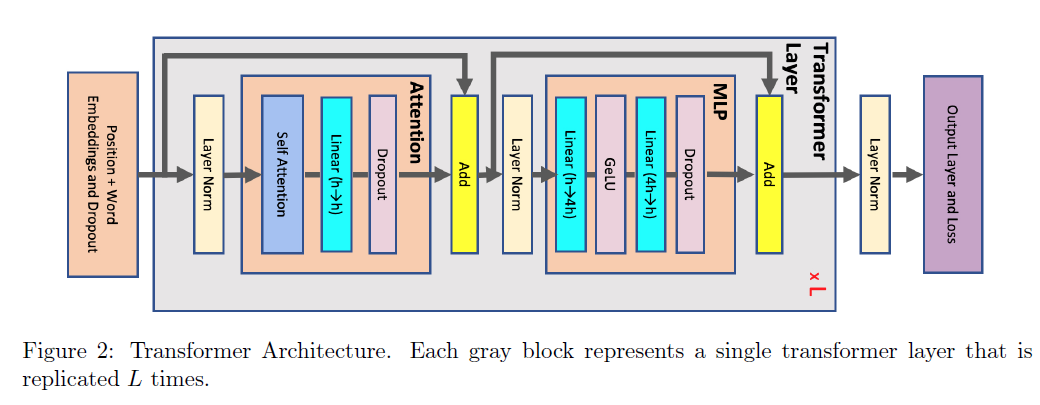 Position + Word
Embeddings and Dropout
Layer Norm
Self Attention
Linear (h→h)
Dropout
Attention
Add
Layer Norm
Linear (h→4h)
GeLU
Linear (4h→h)
Dropout
MLP
Add
Transformer
Layer
x L
Layer Norm
Output Layer and Loss
Figure 2: Transformer Architecture. Each gray block represents a single transformer layer that is
replicated L times.